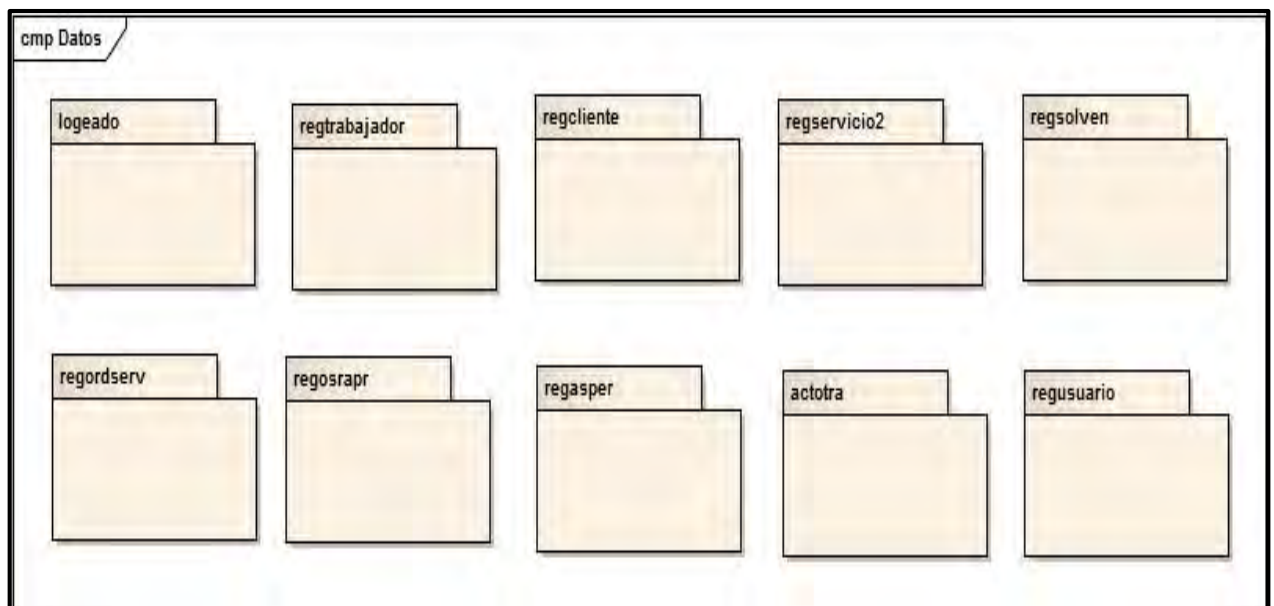 cmp Datos
logeado
regtrabajador
regcliente
regservicio2
regsolven
regordserv
regosrapr
regasper
actotra
regusuario